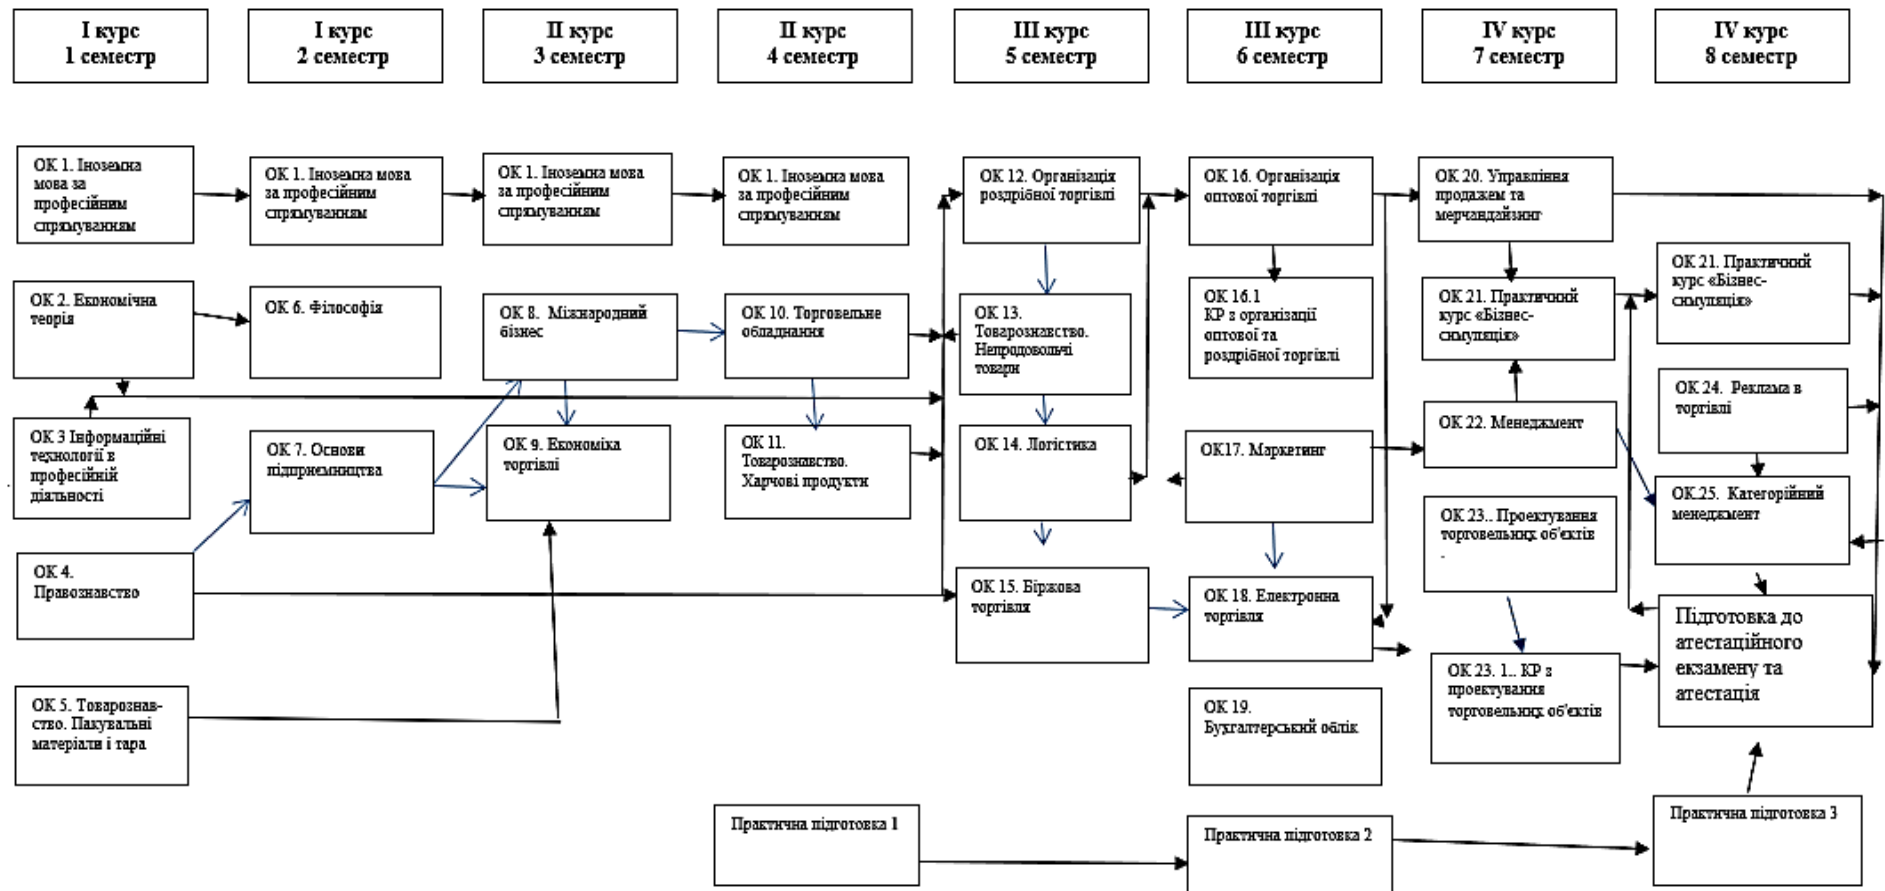 І курс
1 семестр
І курс
2 семестр
ІІ курс
3 семестр
ІІ курс
4 семестр
ІІІ курс
5 семестр
ІІІ курс
6 семестр
IV курс
7 семестр
IV курс
8 семестр
ОК 1. Іноземна
мова за
професійним
спрямуванням
ОК 1. Іноземна мова
за професійним
спрямуванням
ОК 1. Іноземна мова
за професійним
спрямуванням
ОК 1. Іноземна мова
за професійним
спрямуванням
ОК 12. Організація
роздрібної торгівлі
ОК 16. Організація
оптової торгівлі
ОК 20. Управління
продажем та
мерчандайзинг
ОК 21. Практичний
курс «Бізнес-
симуляція»
ОК 2. Економічна
теорія
ОК 6. Філософія
ОК 8. Міжнародний
бізнес
ОК 10. Торговельне
обладнання
ОК 13.
Товарознавство.
Непродовольчі
товари
ОК 16.1
КР з організації
оптової та
роздрібної торгівлі
ОК 21. Практичний
курс «Бізнес-
симуляція»
ОК 24. Реклама в
торгівлі
ОК 3 Інформаційні
технології в
професійній
діяльності
ОК 7. Основи
підприємництва
ОК 9. Економіка
торгівлі
ОК 11.
Товарознавство.
Харчові продукти
ОК 14. Логістика
ОК17. Маркетинг
ОК 22. Менеджмент
ОК.25. Категорійний
менеджмент
ОК 23.. Проектування
торговельних об'єктів
.
ОК 4.
Правознавство
ОК 15. Біржова
торгівля
ОК 18. Електронна
торгівля
Підготовка до
атестаційного
екзамену та
атестація
ОК 23. 1.. КР з
проектування
торговельних об'єктів
ОК 5. Товарознав-
ство. Пакувальні
матеріали і тара
ОК 19.
Бухгалтерський облік
Практична підготовка 1
Практична підготовка 2
Практична підготовка 3